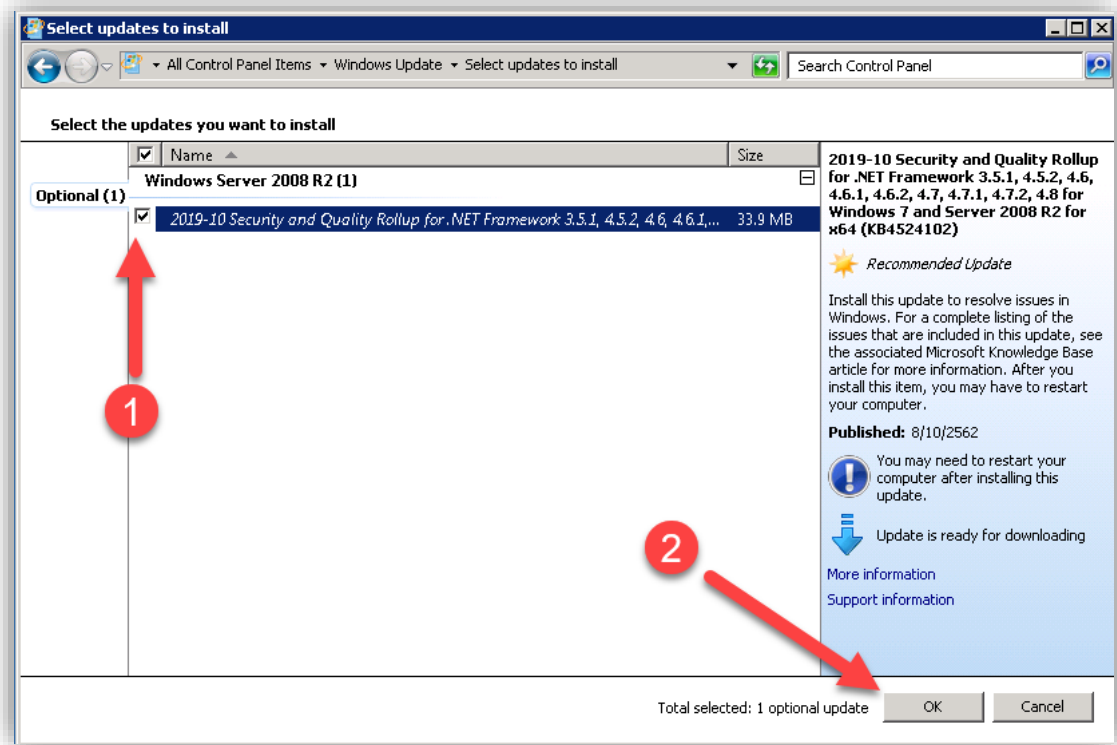 Select updates to install
All Control Panel Items ▾ Windows Update ▾ Select updates to install
Search Control Panel
Select the updates you want to install
Name
Size
Optional (1)
Windows Server 2008 R2 (1)
2019-10 Security and Quality Rollup for .NET Framework 3.5.1, 4.5.2, 4.6, 4.6.1,...
33.9 MB
1
2
2019-10 Security and Quality Rollup
for .NET Framework 3.5.1, 4.5.2, 4.6,
4.6.1, 4.6.2, 4.7, 4.7.1, 4.7.2, 4.8 for
Windows 7 and Server 2008 R2 for
x64 (KB4524102)
Recommended Update
Install this update to resolve issues in
Windows. For a complete listing of the
issues that are included in this update, see
the associated Microsoft Knowledge Base
article for more information. After you
install this item, you may have to restart
your computer.
Published: 8/10/2562
You may need to restart your
computer after installing this
update.
Update is ready for downloading
More information
Support information
Total selected: 1 optional update
OK
Cancel